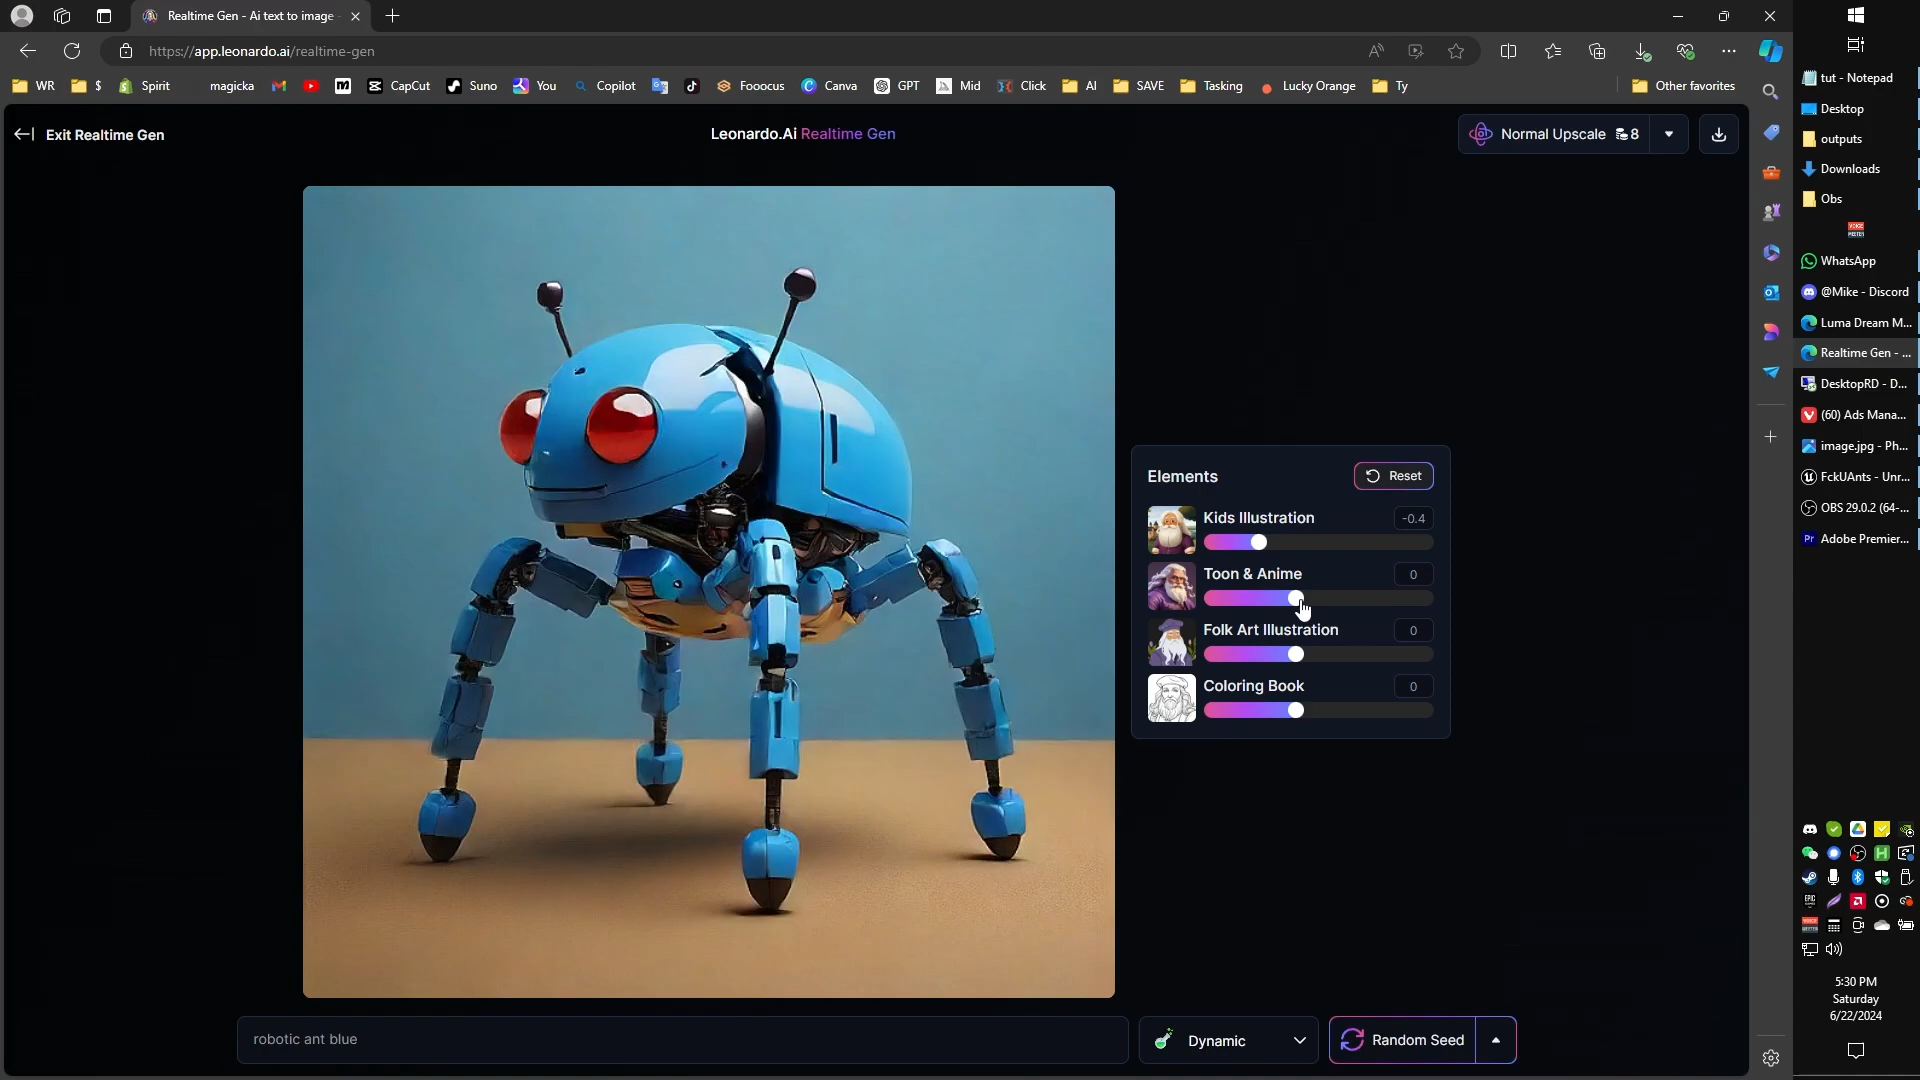 Realtime Gen - Ai text to image
https://app.leonardo.ai/realtime-gen
WR
$
Spirit
magicka
CapCut
Suno
You
Copilot
Fooocus
Canva
GPT
Mid
Click
AI
SAVE
Tasking
Lucky Orange
Ty
Other favorites
Exit Realtime Gen
Leonardo.Ai Realtime Gen
Normal Upscale 8
Elements
Reset
Kids Illustration -0.4
Toon & Anime 0
Folk Art Illustration 0
Coloring Book 0
robotic ant blue
Dynamic
Random Seed
tut - Notepad
Desktop
outputs
Downloads
Obs
WhatsApp
@Mike - Discord
Luma Dream M...
Realtime Gen - ...
DesktopRD - D...
(60) Ads Mana...
image.jpg - Ph...
FckUAnts - Unr...
OBS 29.0.2 (64-...
Pr Adobe Premier...
5:30 PM
Saturday
6/22/2024